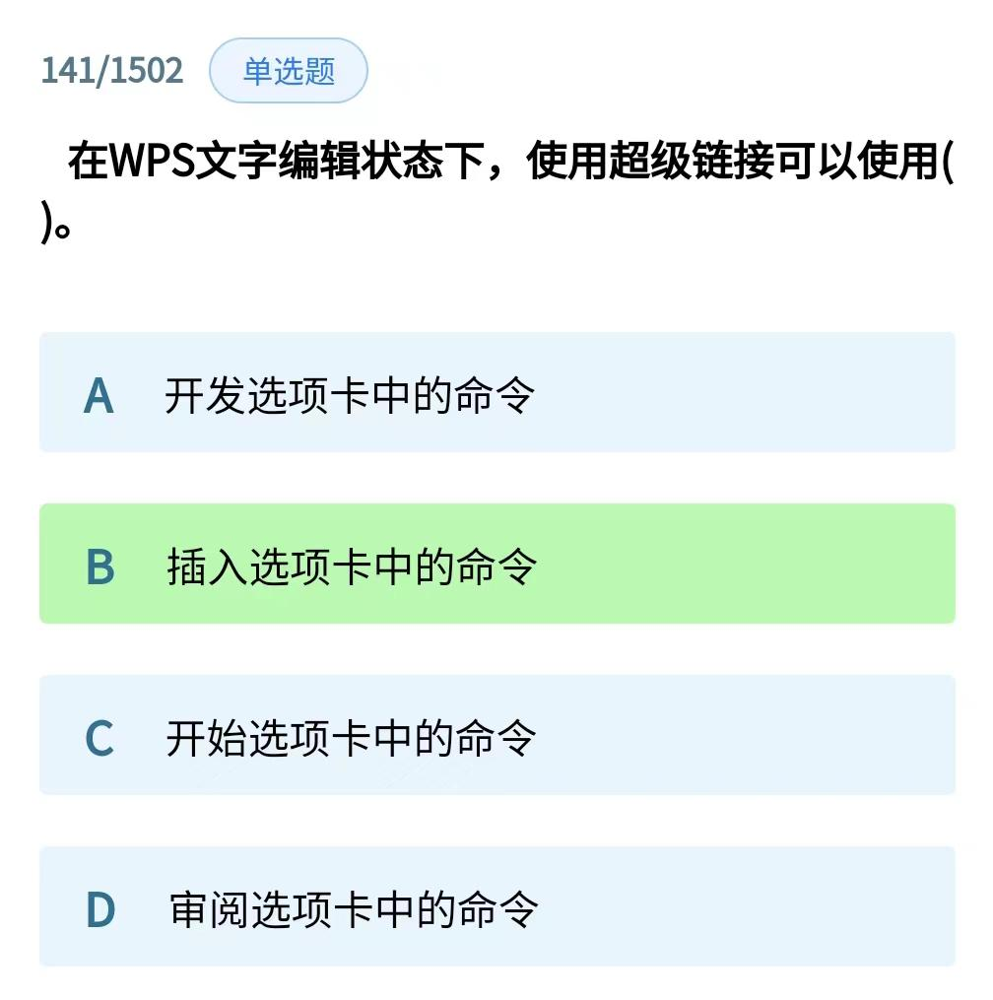 141/1502 单选题
在WPS文字编辑状态下，使用超级链接可以使用(
)。
A 开发选项卡中的命令
B 插入选项卡中的命令
C 开始选项卡中的命令
D 审阅选项卡中的命令